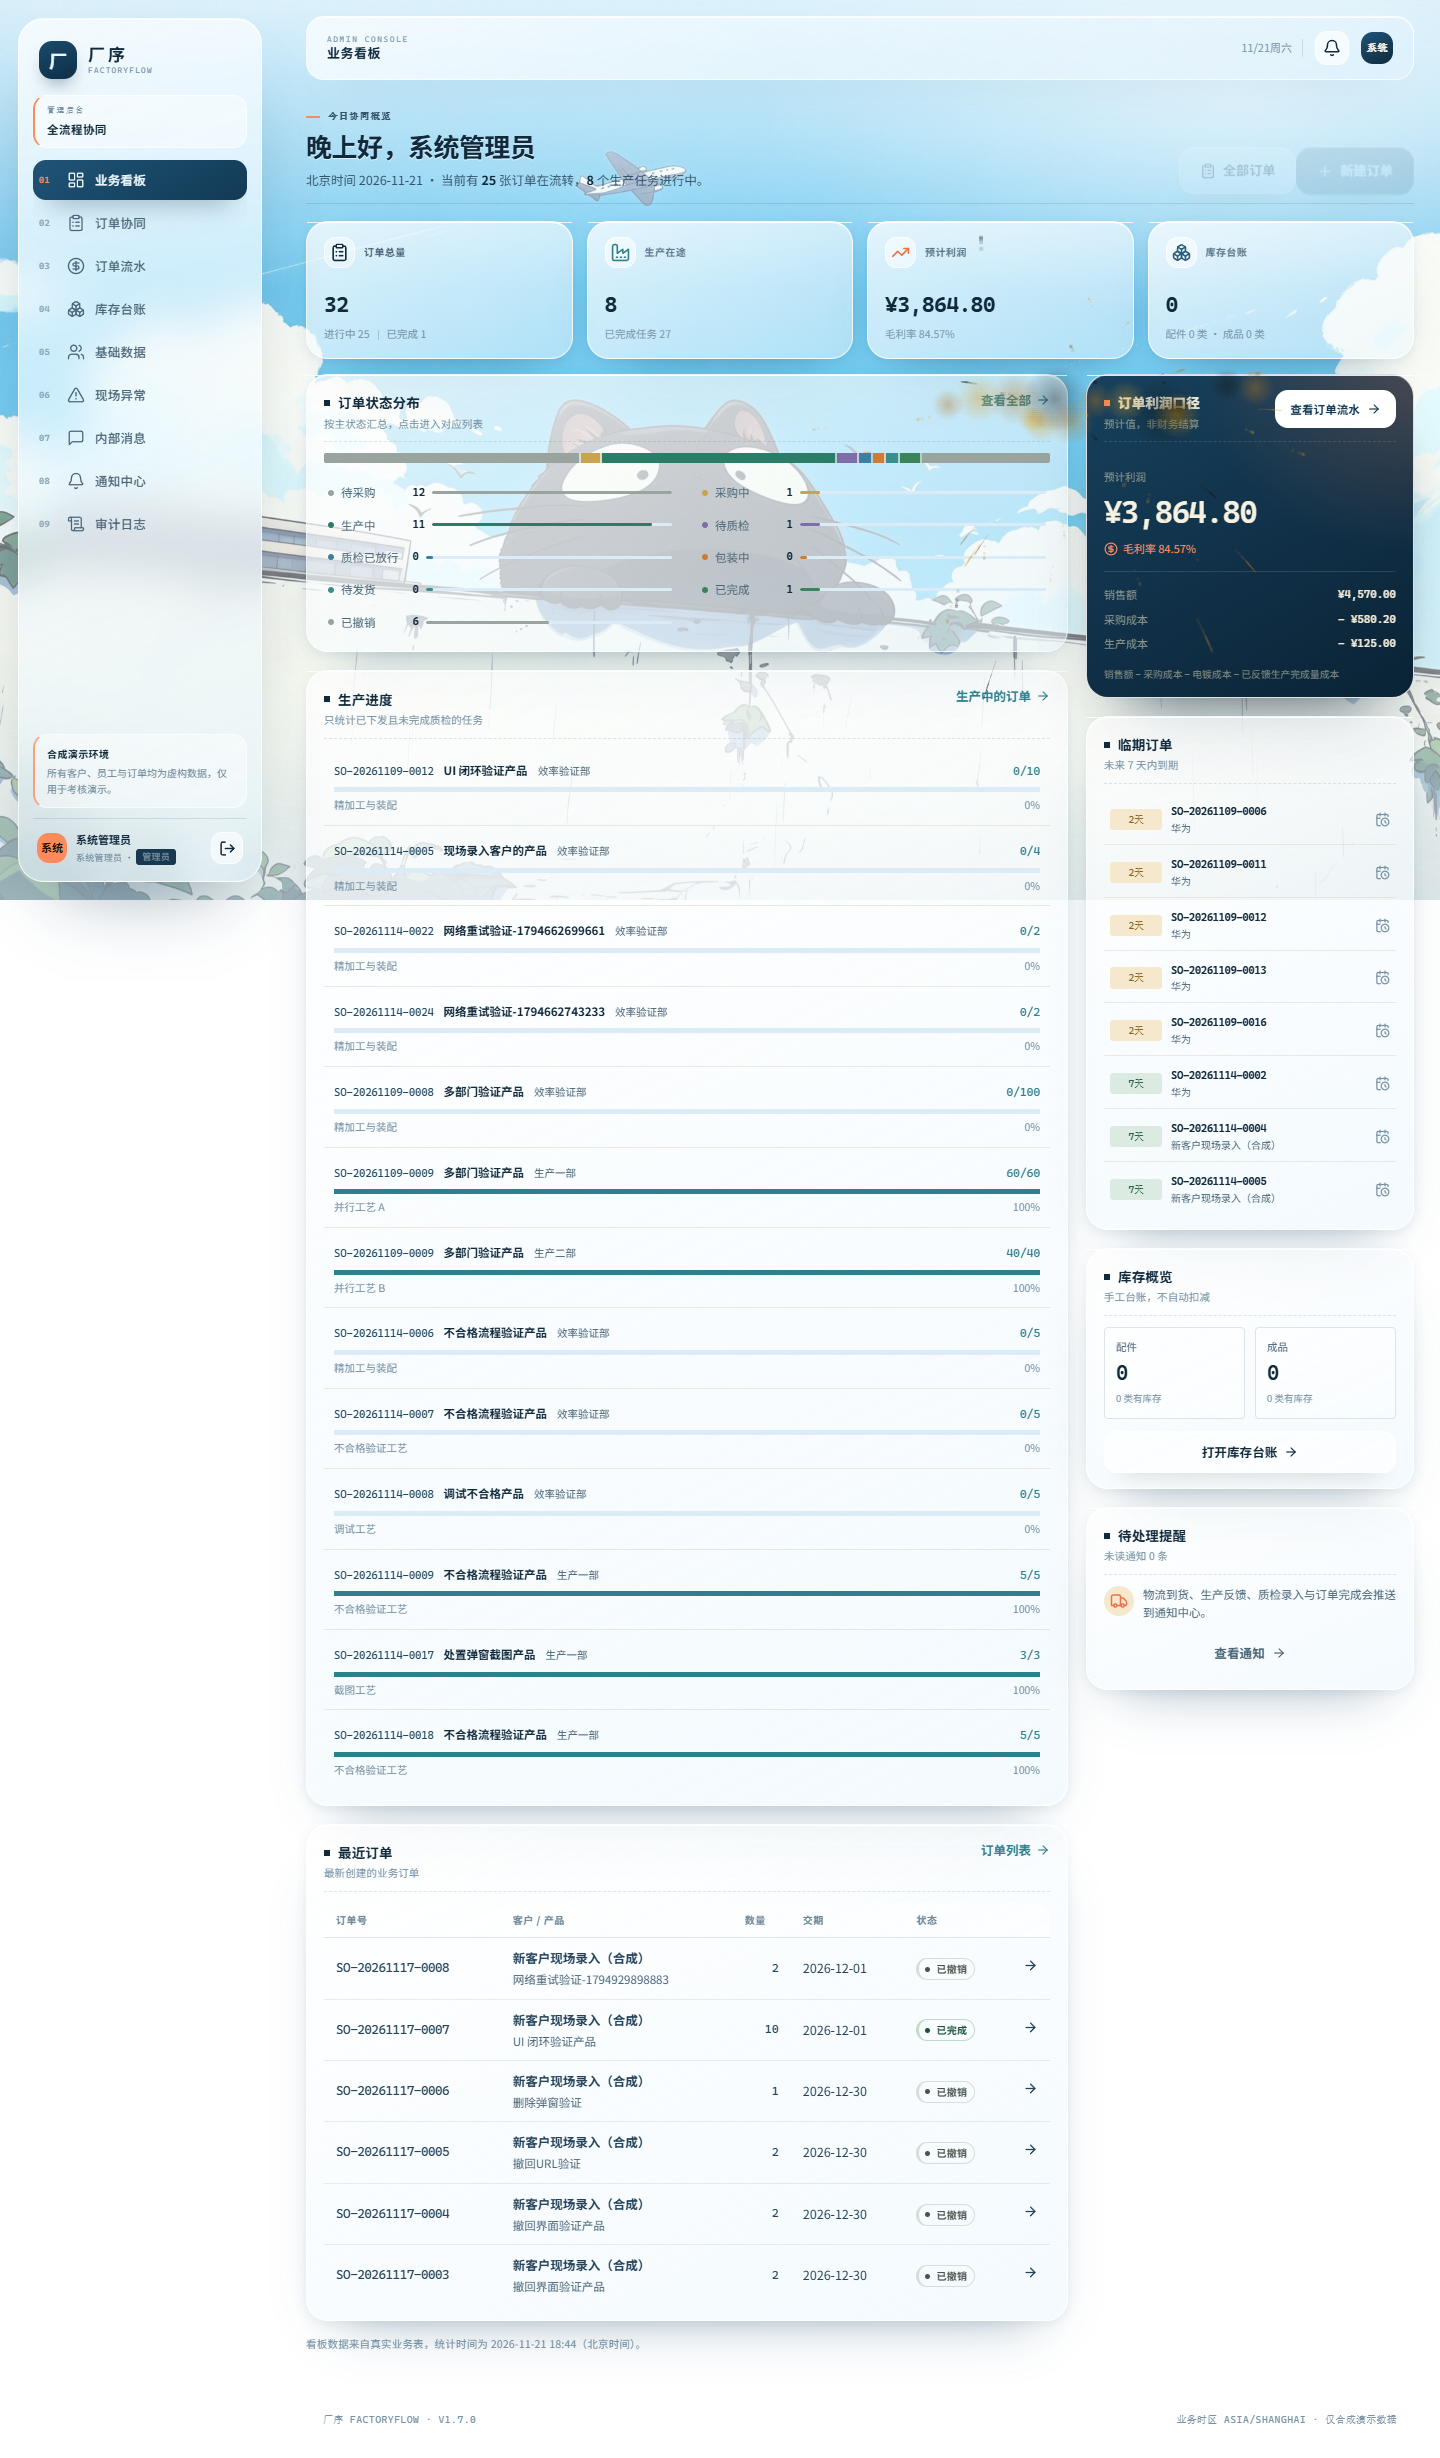 厂
厂序
FACTORYFLOW
管理后台
全流程协同
01 业务看板
02 订单协同
03 订单流水
04 库存台账
05 基础数据
06 现场异常
07 内部消息
08 通知中心
09 审计日志
合成演示环境
所有客户、员工与订单均为虚构数据，仅
用于考核演示。
系统
系统管理员
系统管理员 · 管理员
ADMIN CONSOLE
业务看板
11/21周六
系统
今日协同概览
晚上好，系统管理员
北京时间 2026-11-21 · 当前有 25 张订单在流转，8 个生产任务进行中。
全部订单
+ 新建订单
订单总量
32
进行中 25 | 已完成 1
生产在途
8
已完成任务 27
预计利润
¥3,864.80
毛利率 84.57%
库存台账
0
配件 0 类 · 成品 0 类
订单状态分布
按主状态汇总，点击进入对应列表
查看全部 →
待采购 12
采购中 1
生产中 11
待质检 1
质检已放行 0
包装中 0
待发货 0
已完成 1
已撤销 6
订单利润口径
预计值，非财务结算
查看订单流水 →
预计利润
¥3,864.80
毛利率 84.57%
销售额 ¥4,570.00
采购成本 − ¥580.20
生产成本 − ¥125.00
销售额 − 采购成本 − 电镀成本 − 已反馈生产完成量成本
生产进度
只统计已下发且未完成质检的任务
生产中的订单 →
SO-20261109-0012 UI 闭环验证产品 效率验证部 0/10
精加工与装配 0%
SO-20261114-0005 现场录入客户的产品 效率验证部 0/4
精加工与装配 0%
SO-20261114-0022 网络重试验证-1794662699661 效率验证部 0/2
精加工与装配 0%
SO-20261114-0024 网络重试验证-1794662743233 效率验证部 0/2
精加工与装配 0%
SO-20261109-0008 多部门验证产品 效率验证部 0/100
精加工与装配 0%
SO-20261109-0009 多部门验证产品 生产一部 60/60
并行工艺 A 100%
SO-20261109-0009 多部门验证产品 生产二部 40/40
并行工艺 B 100%
SO-20261114-0006 不合格流程验证产品 效率验证部 0/5
精加工与装配 0%
SO-20261114-0007 不合格流程验证产品 效率验证部 0/5
不合格验证工艺 0%
SO-20261114-0008 调试不合格产品 效率验证部 0/5
调试工艺 0%
SO-20261114-0009 不合格流程验证产品 生产一部 5/5
不合格验证工艺 100%
SO-20261114-0017 处置弹窗截图产品 生产一部 3/3
截图工艺 100%
SO-20261114-0018 不合格流程验证产品 生产一部 5/5
不合格验证工艺 100%
临期订单
未来 7 天内到期
2天 SO-20261109-0006
华为
2天 SO-20261109-0011
华为
2天 SO-20261109-0012
华为
2天 SO-20261109-0013
华为
2天 SO-20261109-0016
华为
7天 SO-20261114-0002
华为
7天 SO-20261114-0004
新客户现场录入（合成）
7天 SO-20261114-0005
新客户现场录入（合成）
库存概览
手工台账，不自动扣减
配件
0
0 类有库存
成品
0
0 类有库存
打开库存台账 →
待处理提醒
未读通知 0 条
物流到货、生产反馈、质检录入与订单完成会推送
到通知中心。
查看通知 →
最近订单
最新创建的业务订单
订单列表 →
订单号 客户 / 产品 数量 交期 状态
SO-20261117-0008 新客户现场录入（合成） 2 2026-12-01 已撤销 →
网络重试验证-1794929898883
SO-20261117-0007 新客户现场录入（合成） 10 2026-12-01 已完成 →
UI 闭环验证产品
SO-20261117-0006 新客户现场录入（合成） 1 2026-12-30 已撤销 →
删除弹窗验证
SO-20261117-0005 新客户现场录入（合成） 2 2026-12-30 已撤销 →
撤回URL验证
SO-20261117-0004 新客户现场录入（合成） 2 2026-12-30 已撤销 →
撤回界面验证产品
SO-20261117-0003 新客户现场录入（合成） 2 2026-12-30 已撤销 →
撤回界面验证产品
看板数据来自真实业务表，统计时间为 2026-11-21 18:44（北京时间）。
厂序 FACTORYFLOW · V1.7.0
业务时区 ASIA/SHANGHAI · 仅合成演示数据